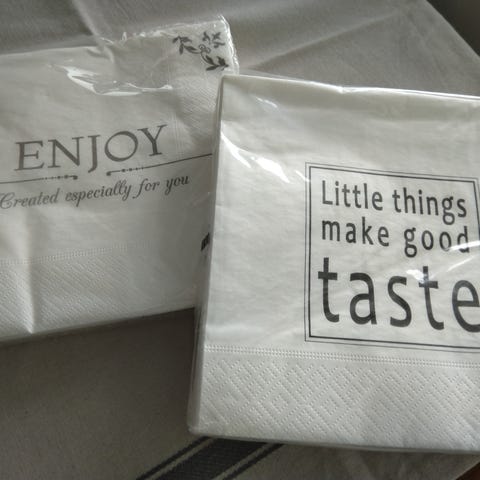 ENJOY
Created especially for you
Little things
make good
taste